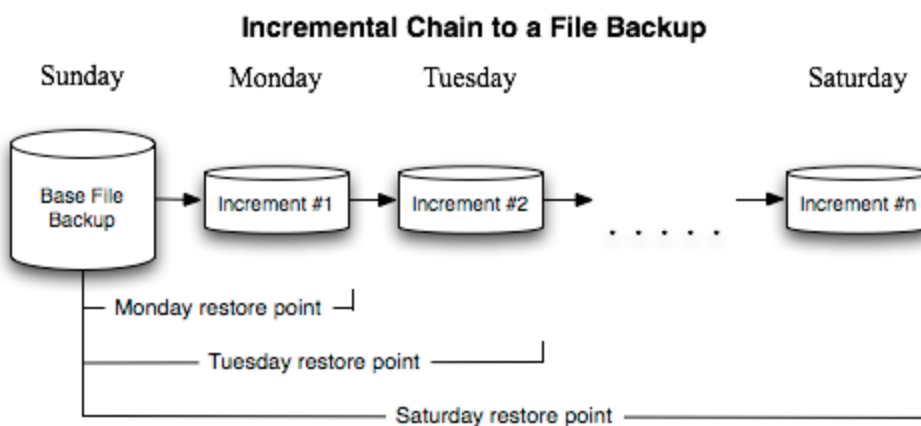 Incremental Chain to a File Backup
Sunday
Monday
Tuesday
Saturday
Base File
Backup
Increment #1
Increment #2
. . . . .
Increment #n
Monday restore point
Tuesday restore point
Saturday restore point